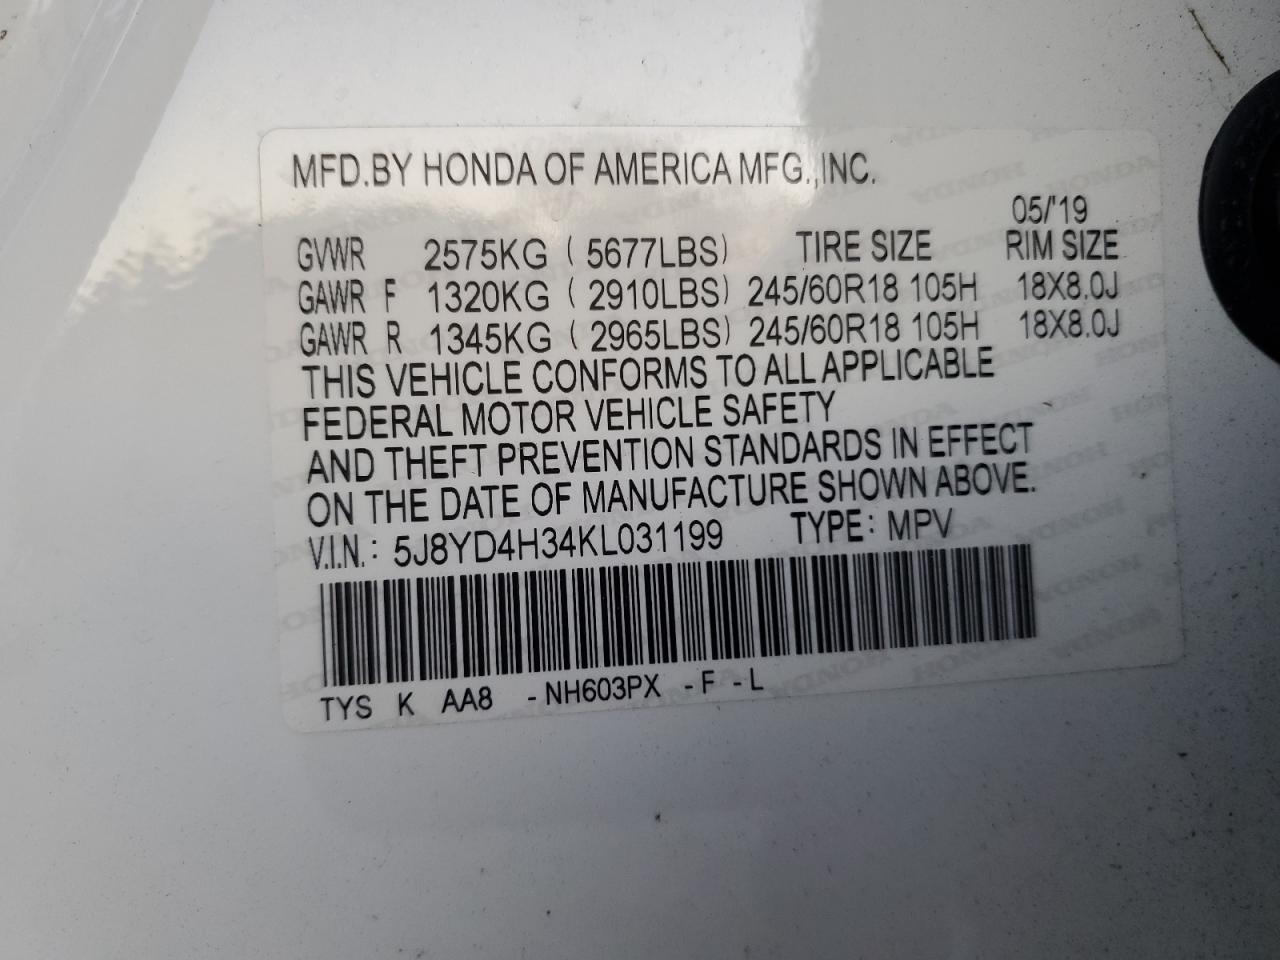 MFD.BY HONDA OF AMERICA MFG.,INC.
05/'19
GVWR 2575KG ( 5677LBS) TIRE SIZE RIM SIZE
GAWR F 1320KG ( 2910LBS) 245/60R18 105H 18X8.0J
GAWR R 1345KG ( 2965LBS) 245/60R18 105H 18X8.0J
THIS VEHICLE CONFORMS TO ALL APPLICABLE
FEDERAL MOTOR VEHICLE SAFETY
AND THEFT PREVENTION STANDARDS IN EFFECT
ON THE DATE OF MANUFACTURE SHOWN ABOVE.
V.I.N.: 5J8YD4H34KL031199 TYPE: MPV
TYS K AA8 -NH603PX -F -L